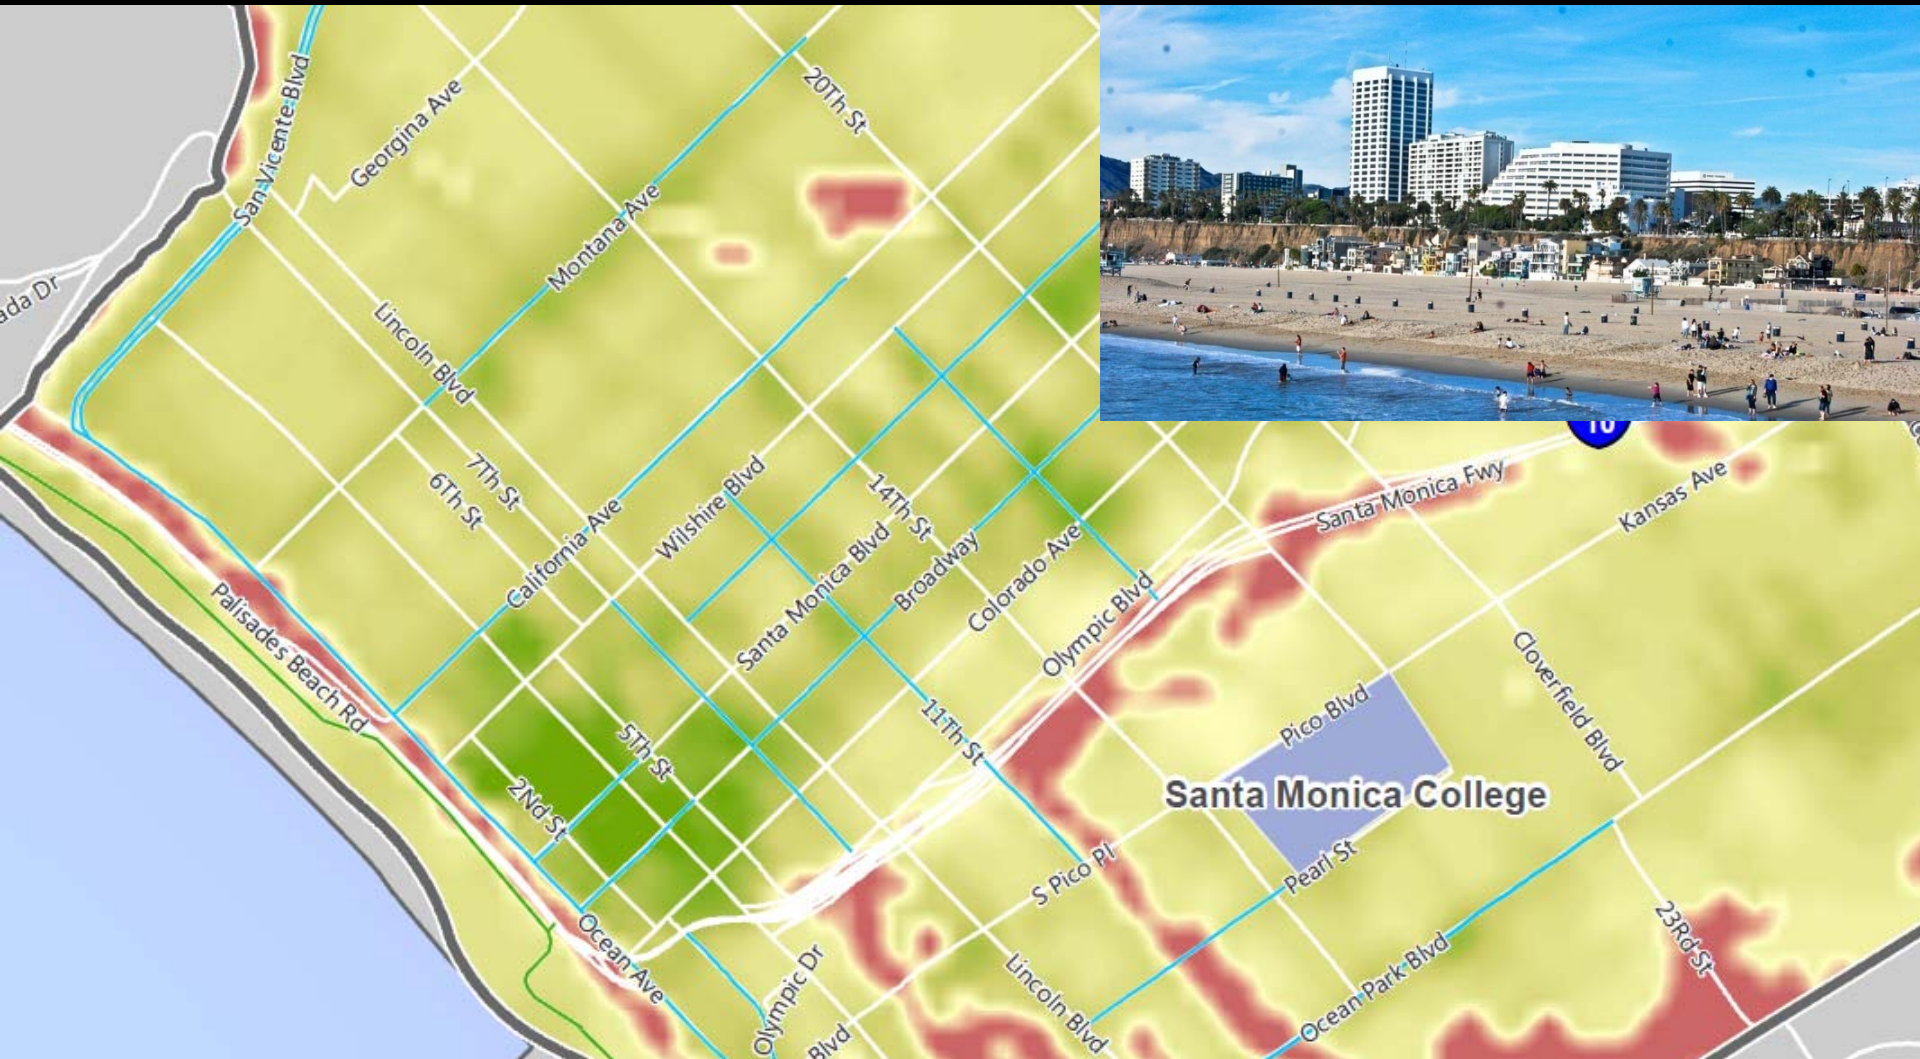 San Vicente Blvd
Georgina Ave
20Th St
Montana Ave
ada Dr
Lincoln Blvd
7Th St
6Th St
California Ave
Wilshire Blvd
14Th St
Santa Monica Blvd
Broadway
Colorado Ave
Olympic Blvd
10
Santa Monica Fwy
Kansas Ave
Palisades Beach Rd
5Th St
2Nd St
11Th St
Pico Blvd
Cloverfield Blvd
Santa Monica College
Pearl St
S Pico Pl
Ocean Ave
Olympic Dr
Blvd
Lincoln Blvd
Ocean Park Blvd
23Rd St